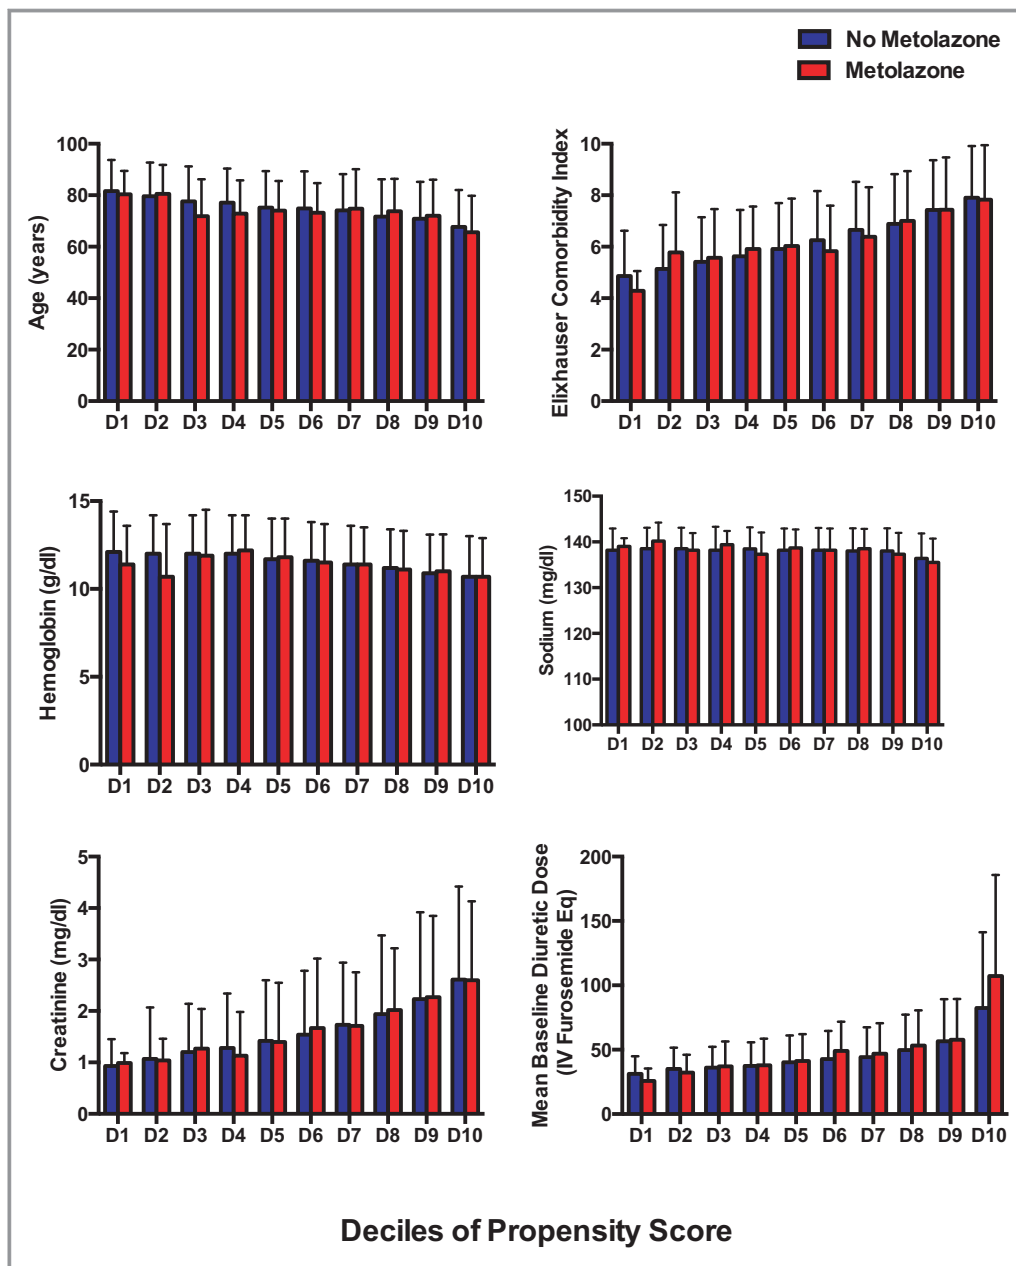 No Metolazone
Metolazone
Age (years)
100
80
60
40
20
0
D1 D2 D3 D4 D5 D6 D7 D8 D9 D10
Elixhauser Comorbidity Index
10
8
6
4
2
0
D1 D2 D3 D4 D5 D6 D7 D8 D9 D10
Hemoglobin (g/dl)
15
10
5
0
D1 D2 D3 D4 D5 D6 D7 D8 D9 D10
Sodium (mg/dl)
150
140
130
120
110
100
D1 D2 D3 D4 D5 D6 D7 D8 D9 D10
Creatinine (mg/dl)
5
4
3
2
1
0
D1 D2 D3 D4 D5 D6 D7 D8 D9 D10
Mean Baseline Diuretic Dose
(IV Furosemide Eq)
200
150
100
50
0
D1 D2 D3 D4 D5 D6 D7 D8 D9 D10
Deciles of Propensity Score